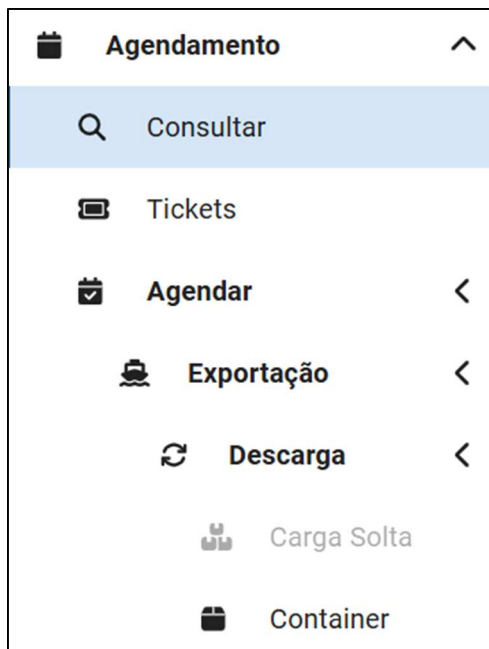 Agendamento
Consultar
Tickets
Agendar
Exportação
Descarga
Carga Solta
Container